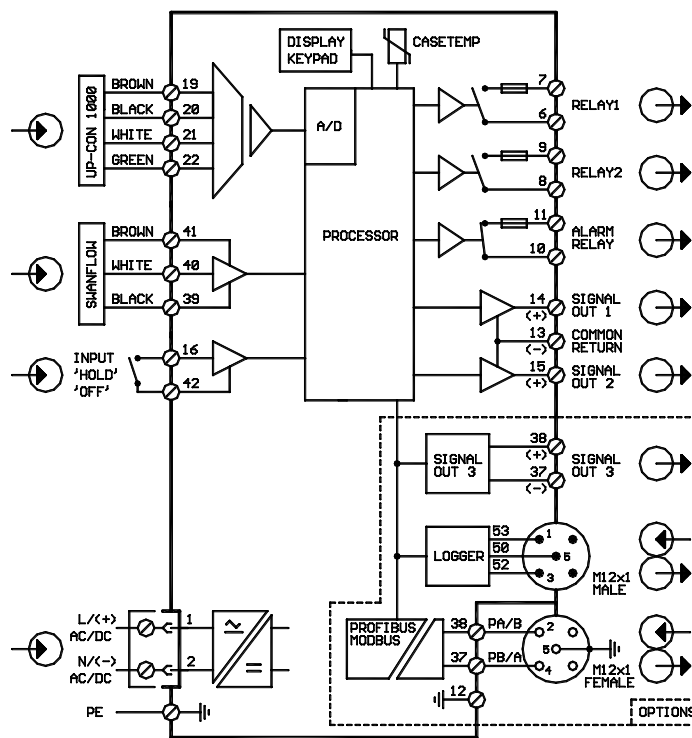 DISPLAY
KEYPAD
CASETEMP
UP-CON 1000
BROWN 19
BLACK 20
WHITE 21
GREEN 22
A/D
PROCESSOR
7
6
RELAY1
9
8
RELAY2
11
10
ALARM
RELAY
SWANFLOW
BROWN 41
WHITE 40
BLACK 39
14
(+)
SIGNAL
OUT 1
13
(-)
COMMON
RETURN
15
(+)
SIGNAL
OUT 2
INPUT
'HOLD'
'OFF'
16
42
SIGNAL
OUT 3
38
(+)
37
(-)
SIGNAL
OUT 3
LOGGER
53
50
52
1
5
3
M12x1
MALE
L/(+)
AC/DC
1
N/(-)
AC/DC
2
~
=
PE
PROFIBUS
MODBUS
38 PA/B
37 PB/A
12
2
5
4
M12x1
FEMALE
OPTIONS